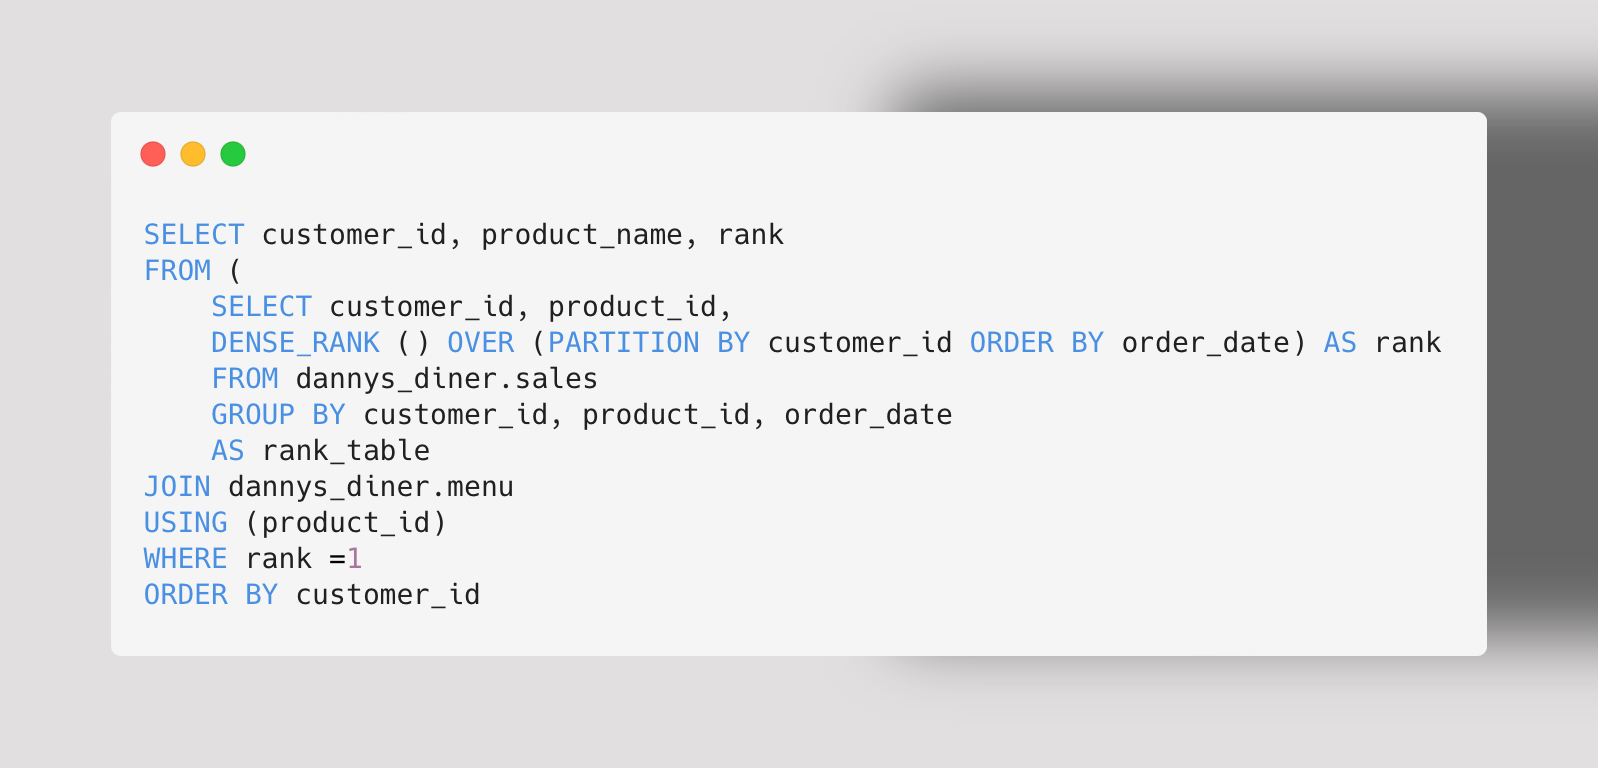 SELECT customer_id, product_name, rank
FROM (
    SELECT customer_id, product_id,
    DENSE_RANK () OVER (PARTITION BY customer_id ORDER BY order_date) AS rank
    FROM dannys_diner.sales
    GROUP BY customer_id, product_id, order_date
    AS rank_table
JOIN dannys_diner.menu
USING (product_id)
WHERE rank =1
ORDER BY customer_id